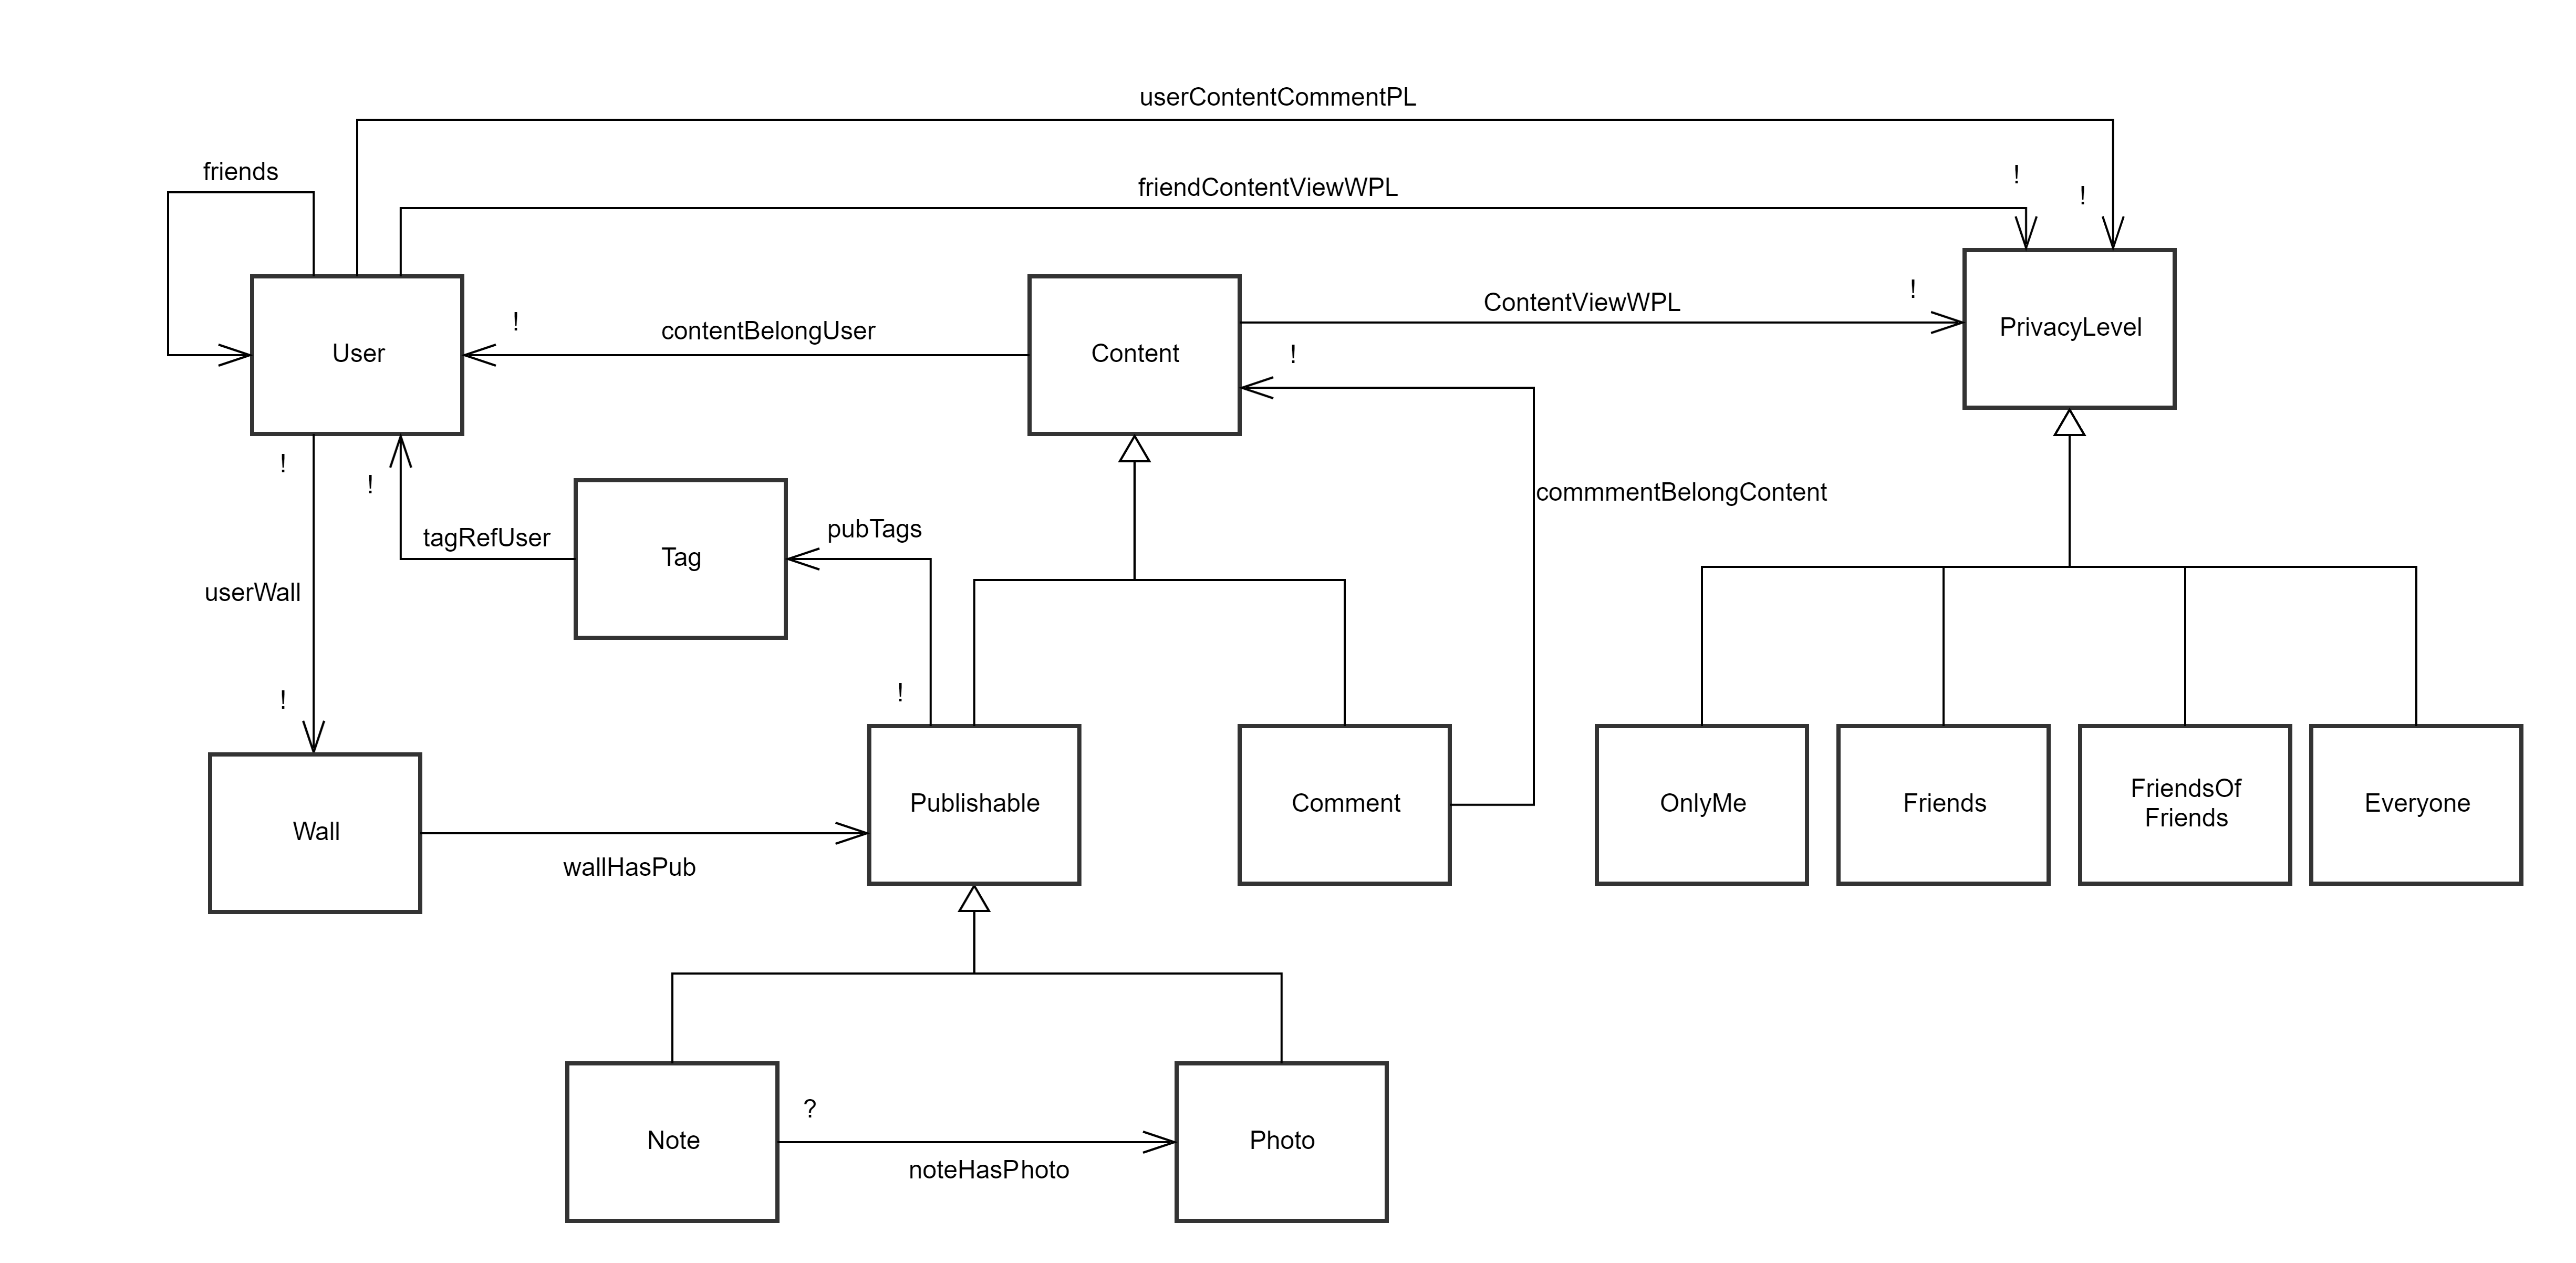 userContentCommentPL
friends
friendContentViewWPL
!
!
User
!
contentBelongUser
Content
ContentViewWPL
!
!
PrivacyLevel
!
!
tagRefUser
Tag
pubTags
commmentBelongContent
userWall
!
!
Wall
wallHasPub
Publishable
Comment
OnlyMe
Friends
FriendsOf
Friends
Everyone
Note
?
noteHasPhoto
Photo